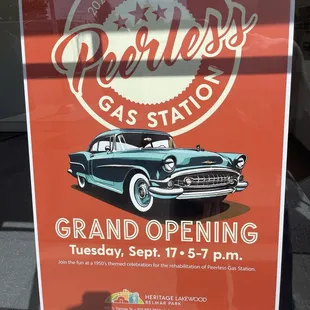 2024
Peerless
GAS STATION
GRAND OPENING
Tuesday, Sept. 17 • 5-7 p.m.
Join the fun at a 1950's themed celebration for the rehabilitation of Peerless Gas Station.
HERITAGE LAKEWOOD
BELMAR PARK